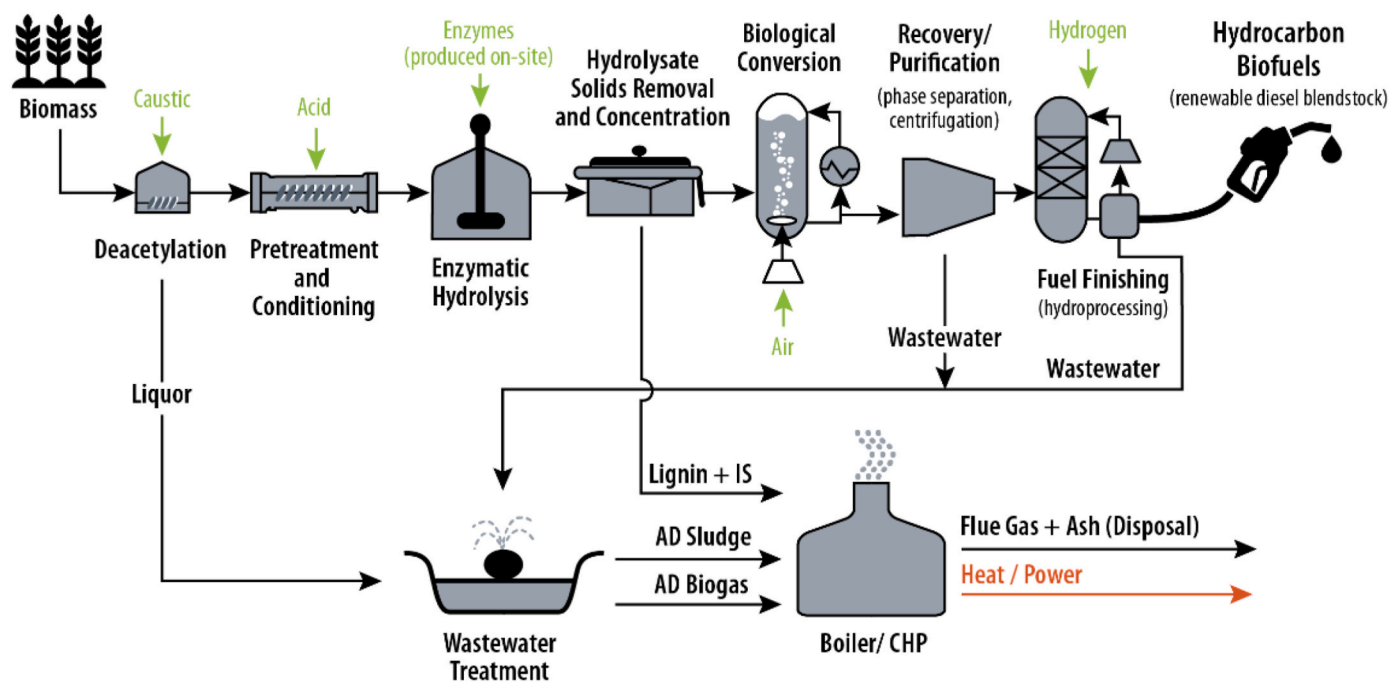 Biomass
Caustic
Acid
Enzymes
(produced on-site)
Hydrolysate
Solids Removal
and Concentration
Biological
Conversion
Recovery/
Purification
(phase separation,
centrifugation)
Hydrogen
Hydrocarbon
Biofuels
(renewable diesel blendstock)
Deacetylation
Pretreatment
and
Conditioning
Enzymatic
Hydrolysis
Air
Fuel Finishing
(hydroprocessing)
Wastewater
Wastewater
Liquor
Lignin + IS
AD Sludge
AD Biogas
Flue Gas + Ash (Disposal)
Heat / Power
Wastewater
Treatment
Boiler/ CHP